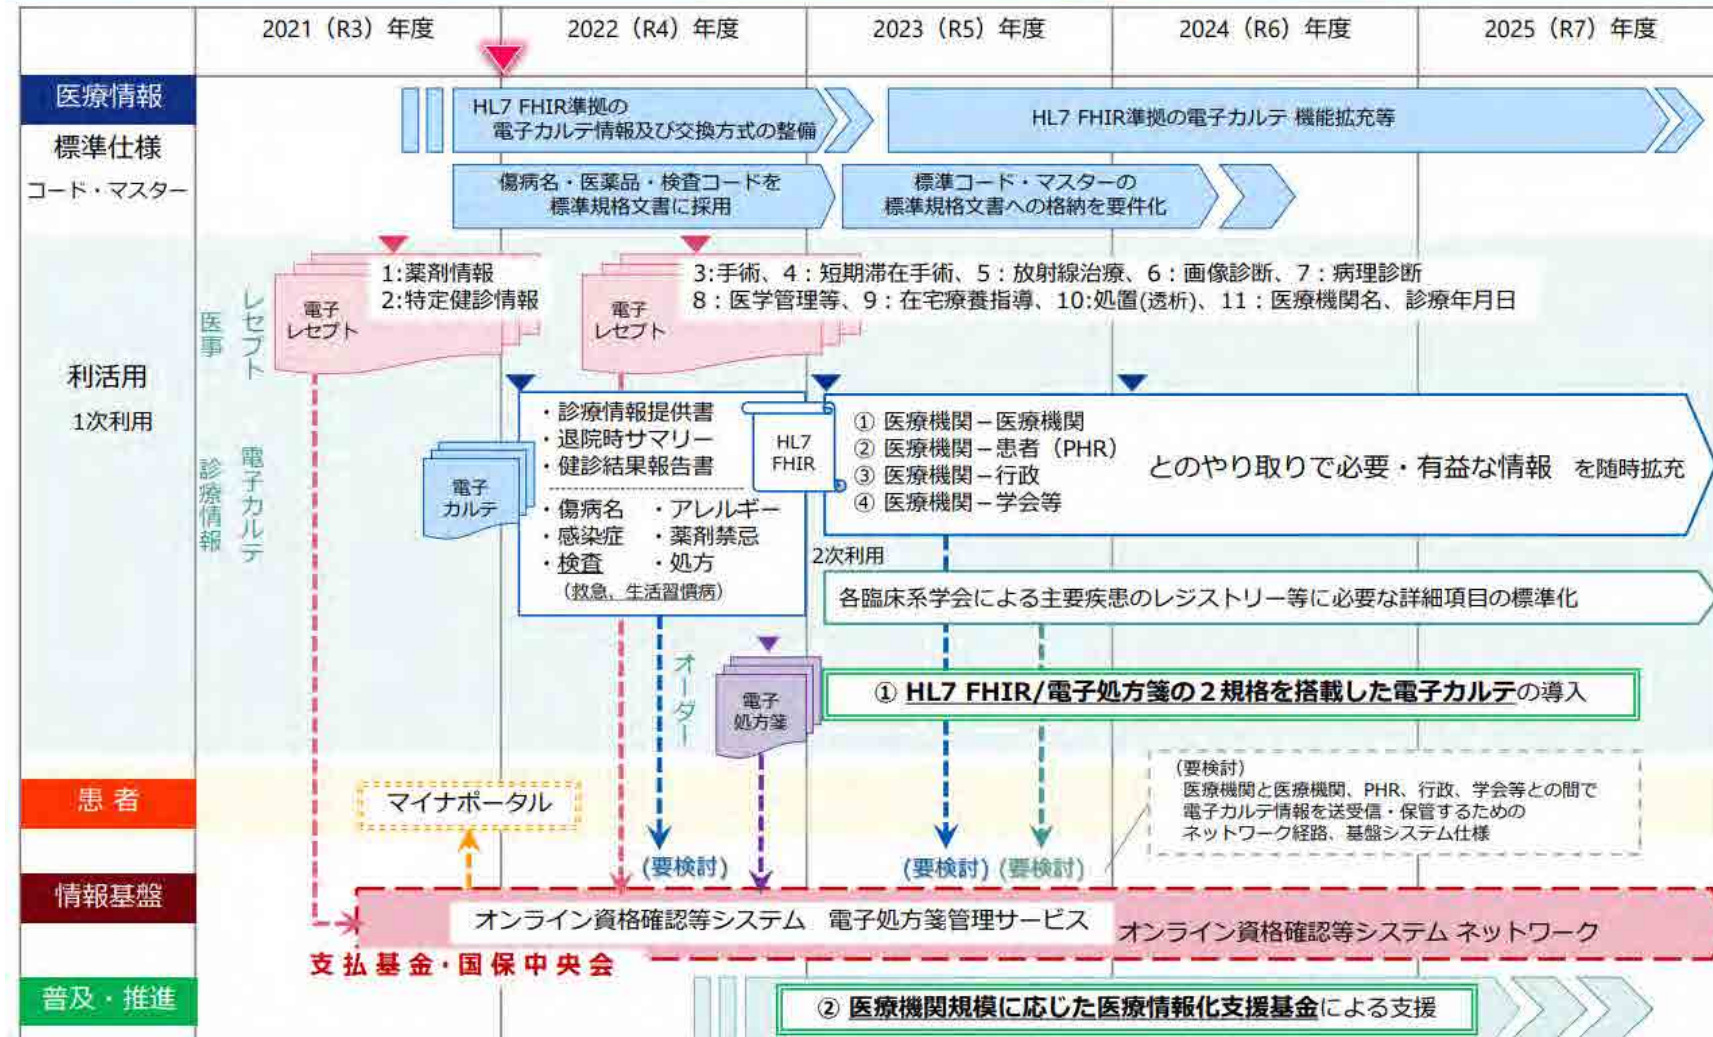 2021（R3）年度
2022（R4）年度
2023（R5）年度
2024（R6）年度
2025（R7）年度
医療情報
標準仕様
コード・マスター
HL7 FHIR準拠の
電子カルテ情報及び交換方式の整備
HL7 FHIR準拠の電子カルテ 機能拡充等
傷病名・医薬品・検査コードを
標準規格文書に採用
標準コード・マスターの
標準規格文書への格納を要件化
利活用
1次利用
医事
レセプト
電子
レセプト
1:薬剤情報
2:特定健診情報
電子
レセプト
3:手術、4：短期滞在手術、5：放射線治療、6：画像診断、7：病理診断
8：医学管理等、9：在宅療養指導、10:処置(透析)、11：医療機関名、診療年月日
診療情報
電子カルテ
電子
カルテ
・診療情報提供書
・退院時サマリー
・健診結果報告書
・傷病名 ・アレルギー
・感染症 ・薬剤禁忌
・検査 ・処方
（救急、生活習慣病）
HL7
FHIR
① 医療機関－医療機関
② 医療機関－患者（PHR）
③ 医療機関－行政
④ 医療機関－学会等
とのやり取りで必要・有益な情報 を随時拡充
2次利用
各臨床系学会による主要疾患のレジストリー等に必要な詳細項目の標準化
オーダー
電子
処方箋
① HL7 FHIR/電子処方箋の２規格を搭載した電子カルテの導入
患 者
マイナポータル
(要検討)
(要検討)
(要検討)
(要検討)
医療機関と医療機関、PHR、行政、学会等との間で
電子カルテ情報を送受信・保管するための
ネットワーク経路、基盤システム仕様
情報基盤
オンライン資格確認等システム 電子処方箋管理サービス
オンライン資格確認等システム ネットワーク
支払基金・国保中央会
普及・推進
② 医療機関規模に応じた医療情報化支援基金による支援